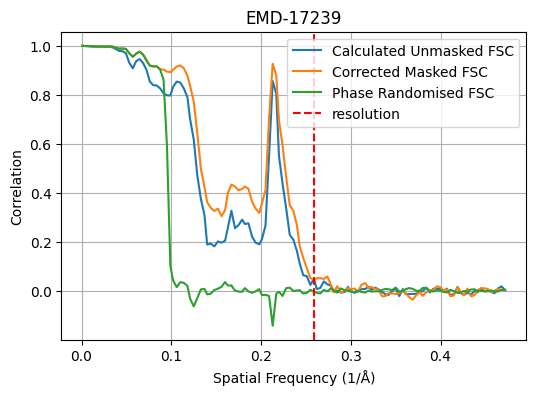 EMD-17239
Calculated Unmasked FSC
Corrected Masked FSC
Phase Randomised FSC
resolution
Correlation
1.0
0.8
0.6
0.4
0.2
0.0
0.0 0.1 0.2 0.3 0.4
Spatial Frequency (1/Å)